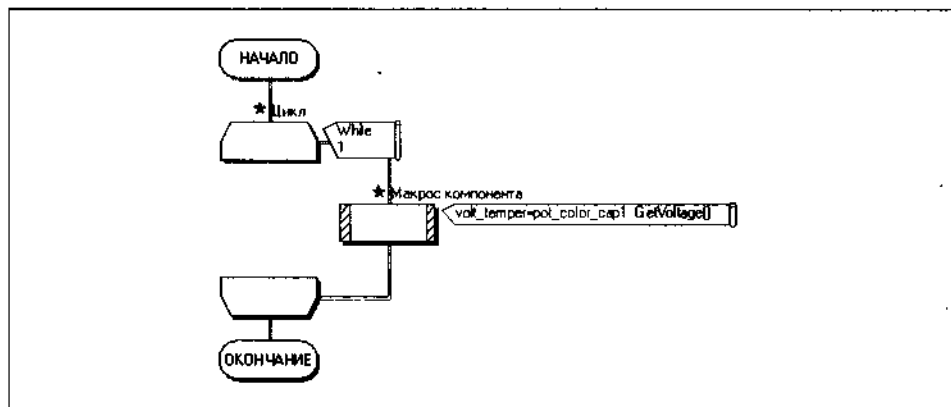 НАЧАЛО
Цикл
While
1
Макрос компонента
volt_temper=pot_color_cap1 GetVoltage()
ОКОНЧАНИЕ